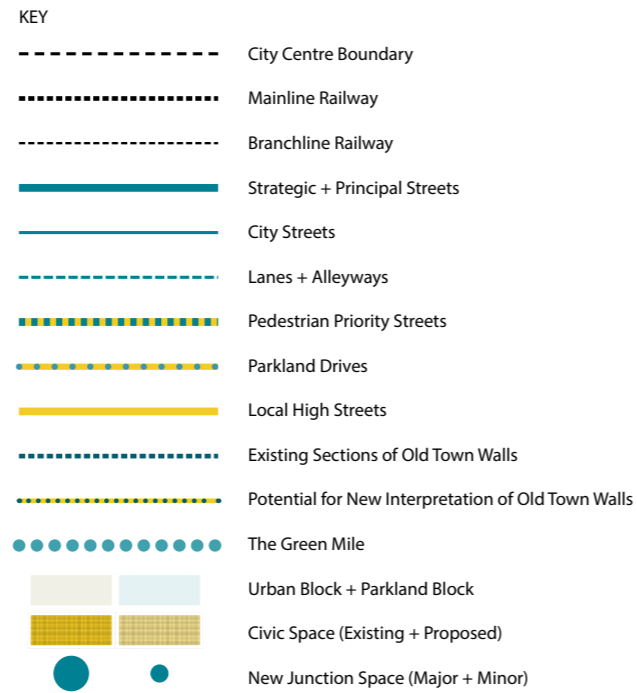 KEY
City Centre Boundary
Mainline Railway
Branchline Railway
Strategic + Principal Streets
City Streets
Lanes + Alleyways
Pedestrian Priority Streets
Parkland Drives
Local High Streets
Existing Sections of Old Town Walls
Potential for New Interpretation of Old Town Walls
The Green Mile
Urban Block + Parkland Block
Civic Space (Existing + Proposed)
New Junction Space (Major + Minor)